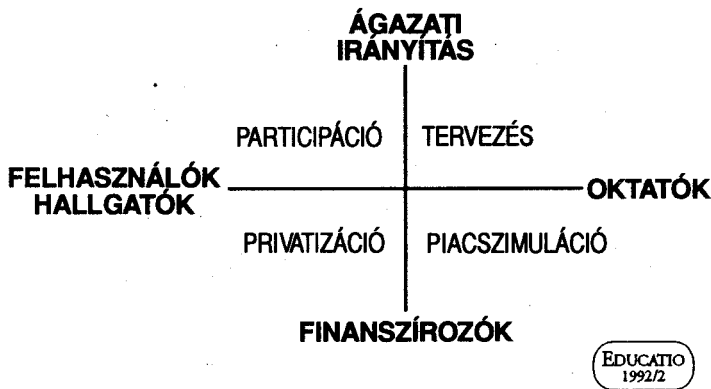 ÁGAZATI
IRÁNYÍTÁS
PARTICIPÁCIÓ TERVEZÉS
FELHASZNÁLÓK
HALLGATÓK
OKTATÓK
PRIVATIZÁCIÓ PIACSZIMULÁCIÓ
FINANSZÍROZÓK
EDUCATIO
1992/2